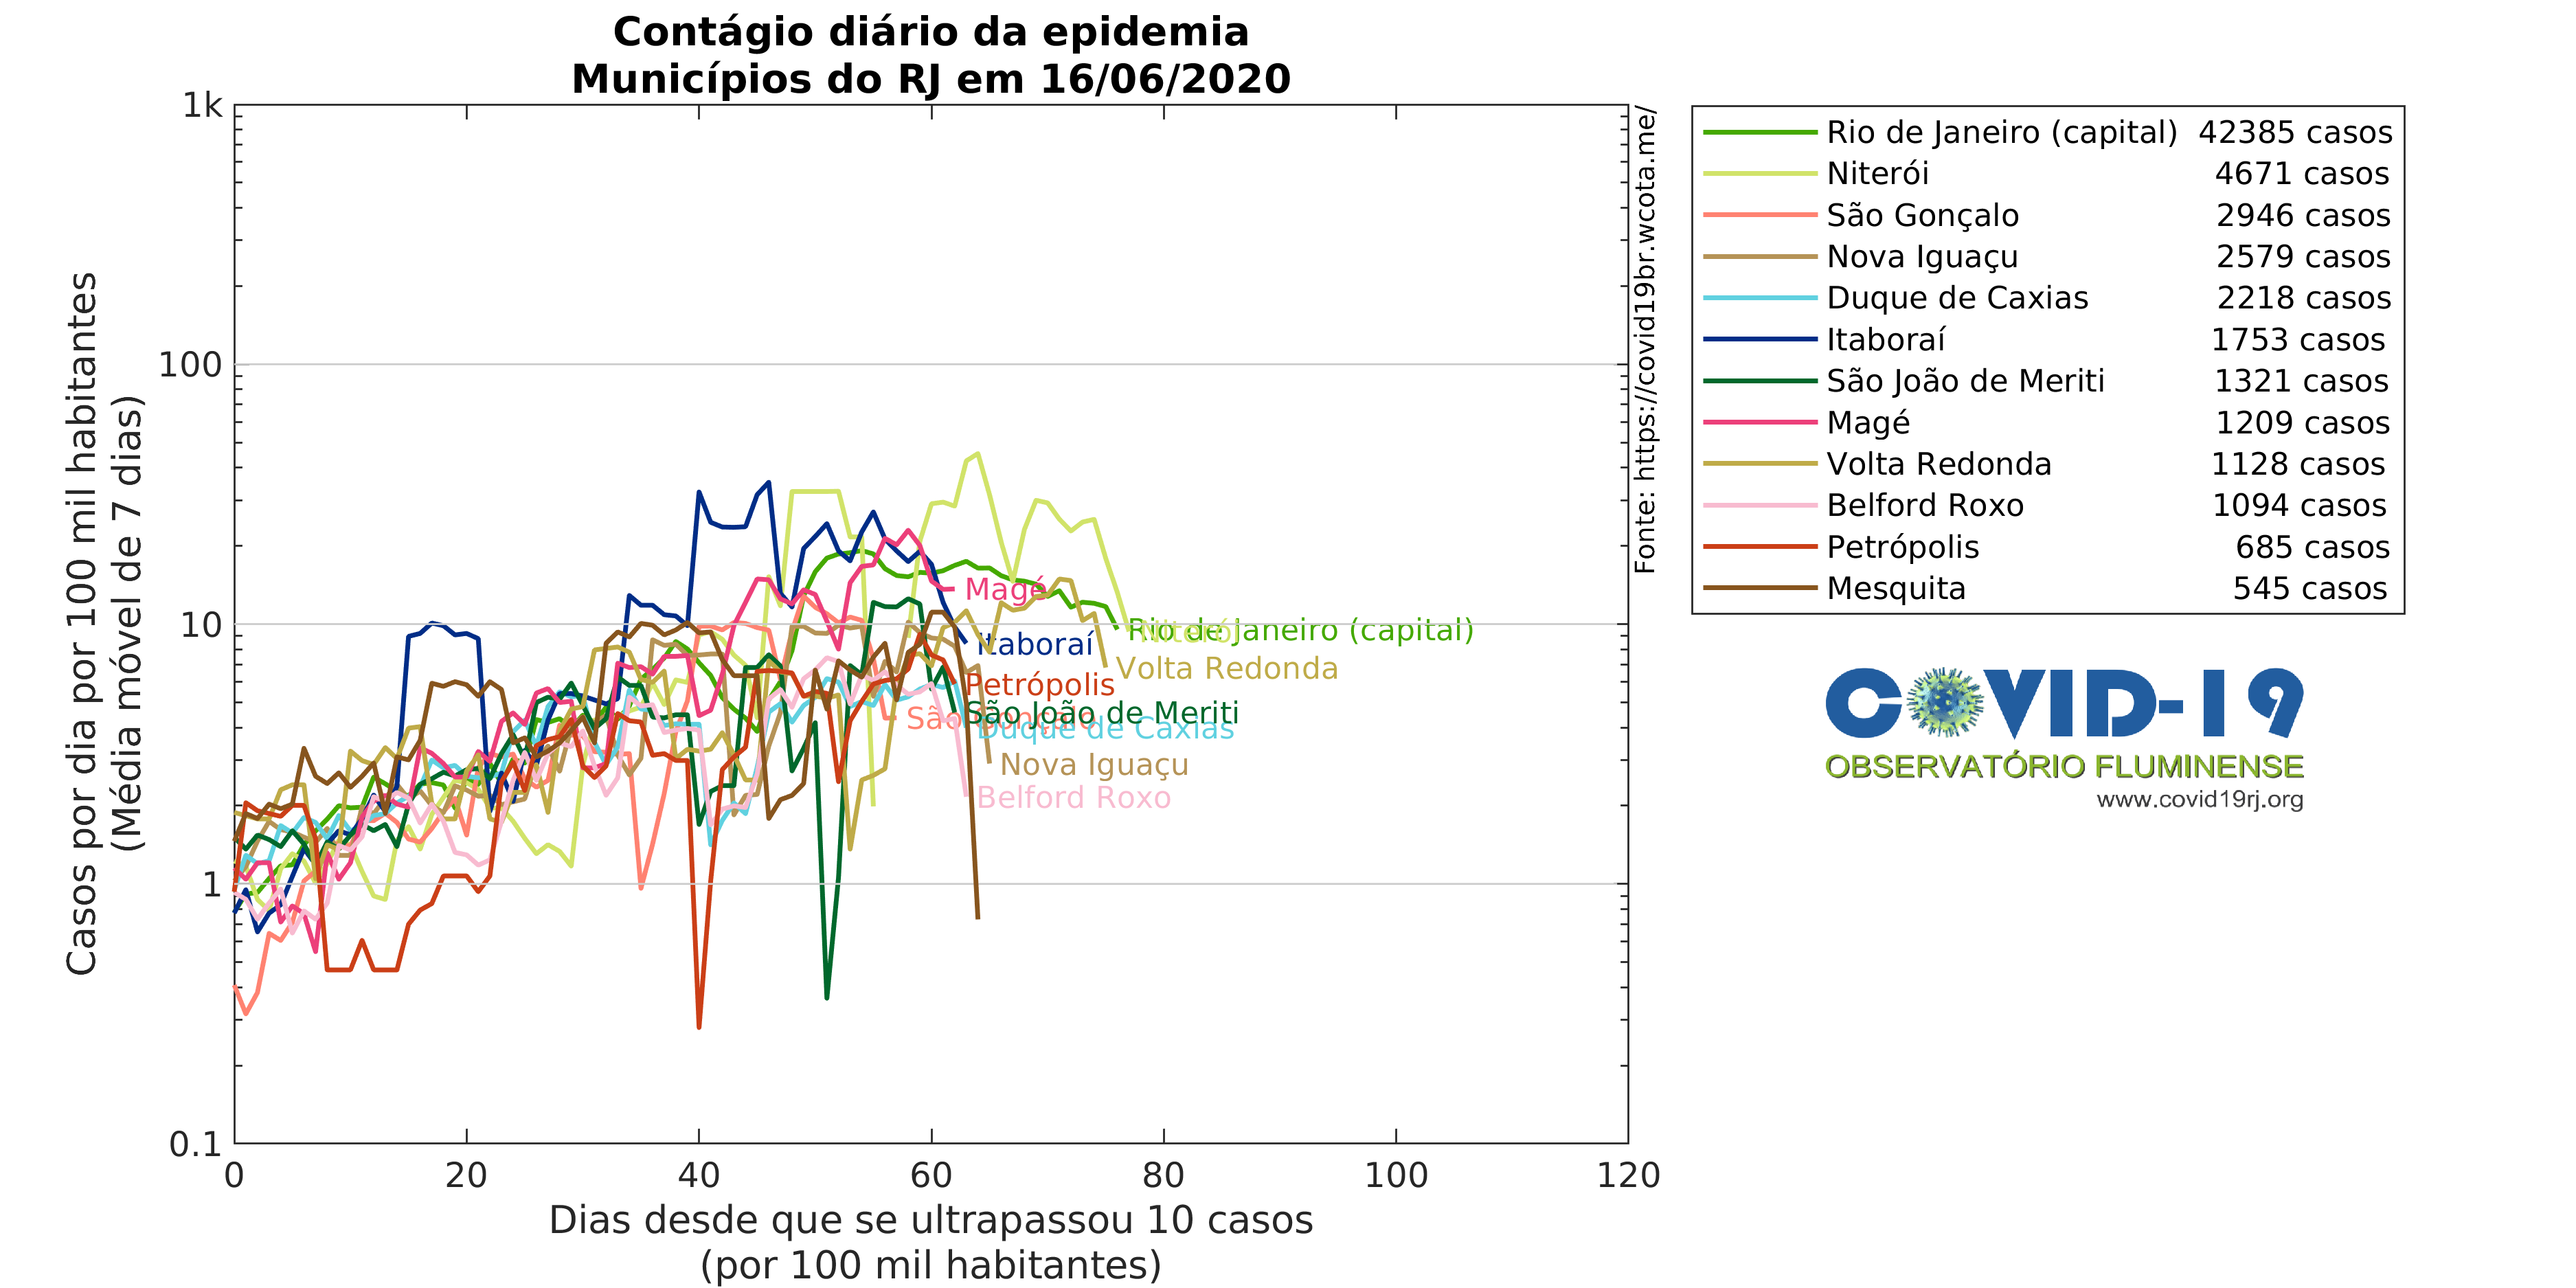 Contágio diário da epidemia
Municípios do RJ em 16/06/2020
Casos por dia por 100 mil habitantes
(Média móvel de 7 dias)
1k
100
10
1
0.1
0
20
40
60
80
100
120
Dias desde que se ultrapassou 10 casos
(por 100 mil habitantes)
Magé
Rio de Janeiro (capital)
Niterói
Itaboraí
Volta Redonda
Petrópolis
São Gonçalo
São João de Meriti
Duque de Caxias
Nova Iguaçu
Belford Roxo
Fonte: https://covid19br.wcota.me/
Rio de Janeiro (capital) 42385 casos
Niterói 4671 casos
São Gonçalo 2946 casos
Nova Iguaçu 2579 casos
Duque de Caxias 2218 casos
Itaboraí 1753 casos
São João de Meriti 1321 casos
Magé 1209 casos
Volta Redonda 1128 casos
Belford Roxo 1094 casos
Petrópolis 685 casos
Mesquita 545 casos
COVID-19
OBSERVATÓRIO FLUMINENSE
www.covid19rj.org